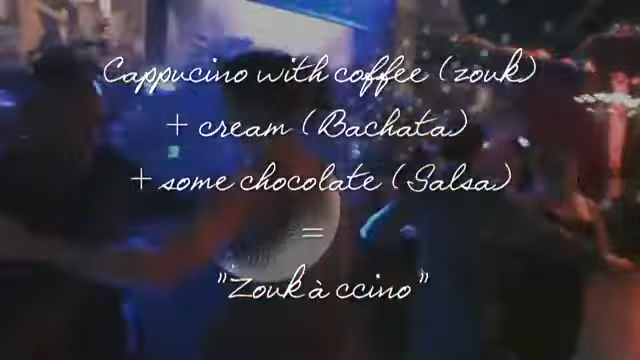 Cappucino with coffee (zouk)
+ cream (Bachata)
+ some chocolate (Salsa)
=
"Zouk à ccino"